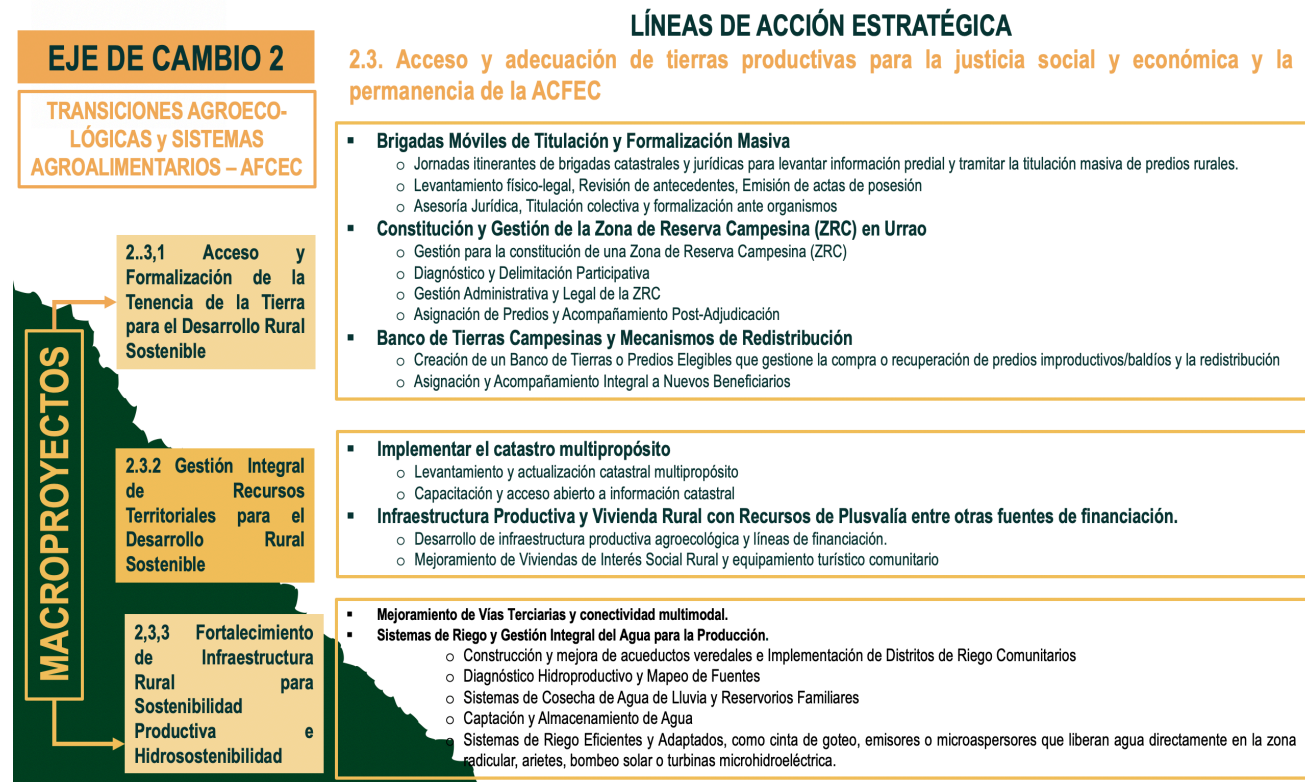 LÍNEAS DE ACCIÓN ESTRATÉGICA
EJE DE CAMBIO 2
2.3. Acceso y adecuación de tierras productivas para la justicia social y económica y la
permanencia de la ACFEC
TRANSICIONES AGROECO-
LÓGICAS y SISTEMAS
AGROALIMENTARIOS – AFCEC
MACROPROYECTOS
2..3,1 Acceso y
Formalización de la
Tenencia de la Tierra
para el Desarrollo Rural
Sostenible
▪ Brigadas Móviles de Titulación y Formalización Masiva
o Jornadas itinerantes de brigadas catastrales y jurídicas para levantar información predial y tramitar la titulación masiva de predios rurales.
o Levantamiento físico-legal, Revisión de antecedentes, Emisión de actas de posesión
o Asesoría Jurídica, Titulación colectiva y formalización ante organismos
▪ Constitución y Gestión de la Zona de Reserva Campesina (ZRC) en Urrao
o Gestión para la constitución de una Zona de Reserva Campesina (ZRC)
o Diagnóstico y Delimitación Participativa
o Gestión Administrativa y Legal de la ZRC
o Asignación de Predios y Acompañamiento Post-Adjudicación
▪ Banco de Tierras Campesinas y Mecanismos de Redistribución
o Creación de un Banco de Tierras o Predios Elegibles que gestione la compra o recuperación de predios improductivos/baldíos y la redistribución
o Asignación y Acompañamiento Integral a Nuevos Beneficiarios
2.3.2 Gestión Integral
de Recursos
Territoriales para el
Desarrollo Rural
Sostenible
▪ Implementar el catastro multipropósito
o Levantamiento y actualización catastral multipropósito
o Capacitación y acceso abierto a información catastral
▪ Infraestructura Productiva y Vivienda Rural con Recursos de Plusvalía entre otras fuentes de financiación.
o Desarrollo de infraestructura productiva agroecológica y líneas de financiación.
o Mejoramiento de Viviendas de Interés Social Rural y equipamiento turístico comunitario
2,3,3 Fortalecimiento
de Infraestructura
Rural para
Sostenibilidad
Productiva e
Hidrosostenibilidad
▪ Mejoramiento de Vías Terciarias y conectividad multimodal.
▪ Sistemas de Riego y Gestión Integral del Agua para la Producción.
o Construcción y mejora de acueductos veredales e Implementación de Distritos de Riego Comunitarios
o Diagnóstico Hidroproductivo y Mapeo de Fuentes
o Sistemas de Cosecha de Agua de Lluvia y Reservorios Familiares
o Captación y Almacenamiento de Agua
o Sistemas de Riego Eficientes y Adaptados, como cinta de goteo, emisores o microaspersores que liberan agua directamente en la zona
radicular, arietes, bombeo solar o turbinas microhidroeléctrica.